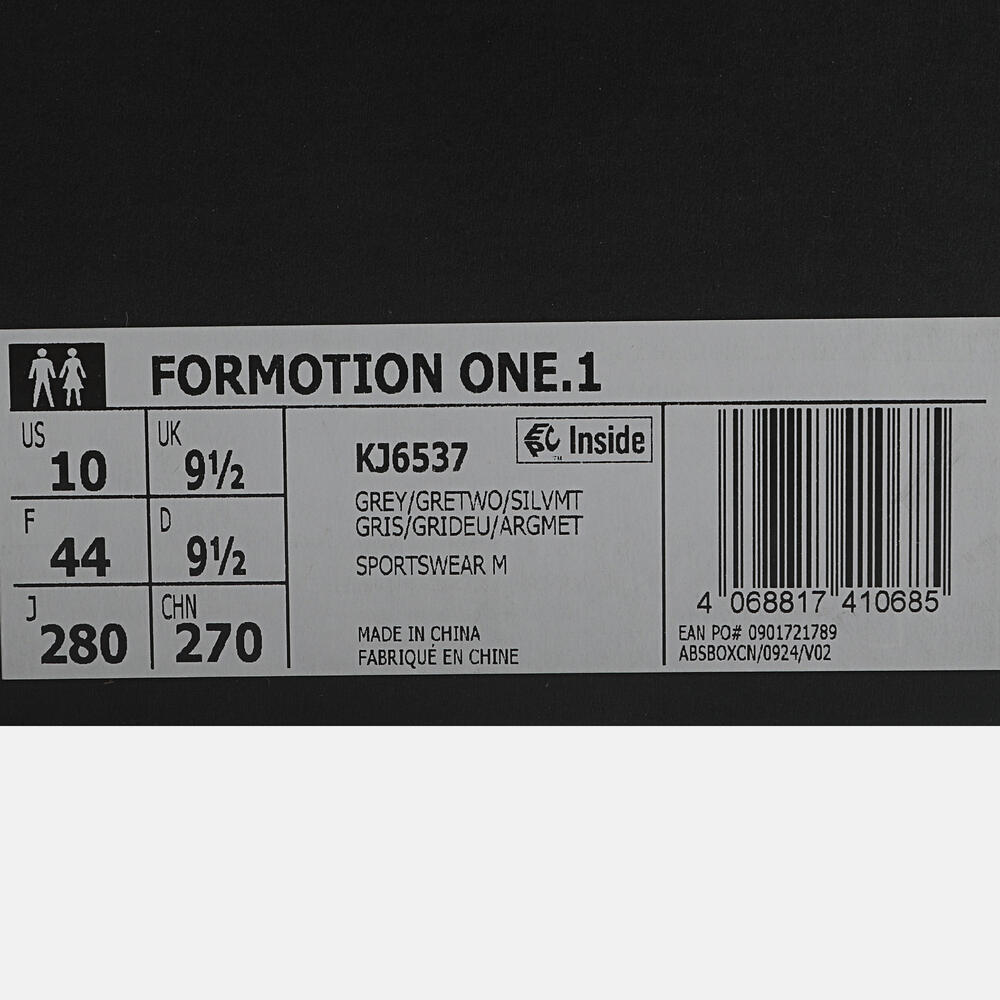 FORMOTION ONE.1
US 10 UK 9½
F 44 D 9½
J 280 CHN 270
KJ6537
EPC Inside
™
GREY/GRETWO/SILVMT
GRIS/GRIDEU/ARGMET
SPORTSWEAR M
MADE IN CHINA
FABRIQUÉ EN CHINE
4 068817 410685
EAN PO# 0901721789
ABSBOXCN/0924/V02